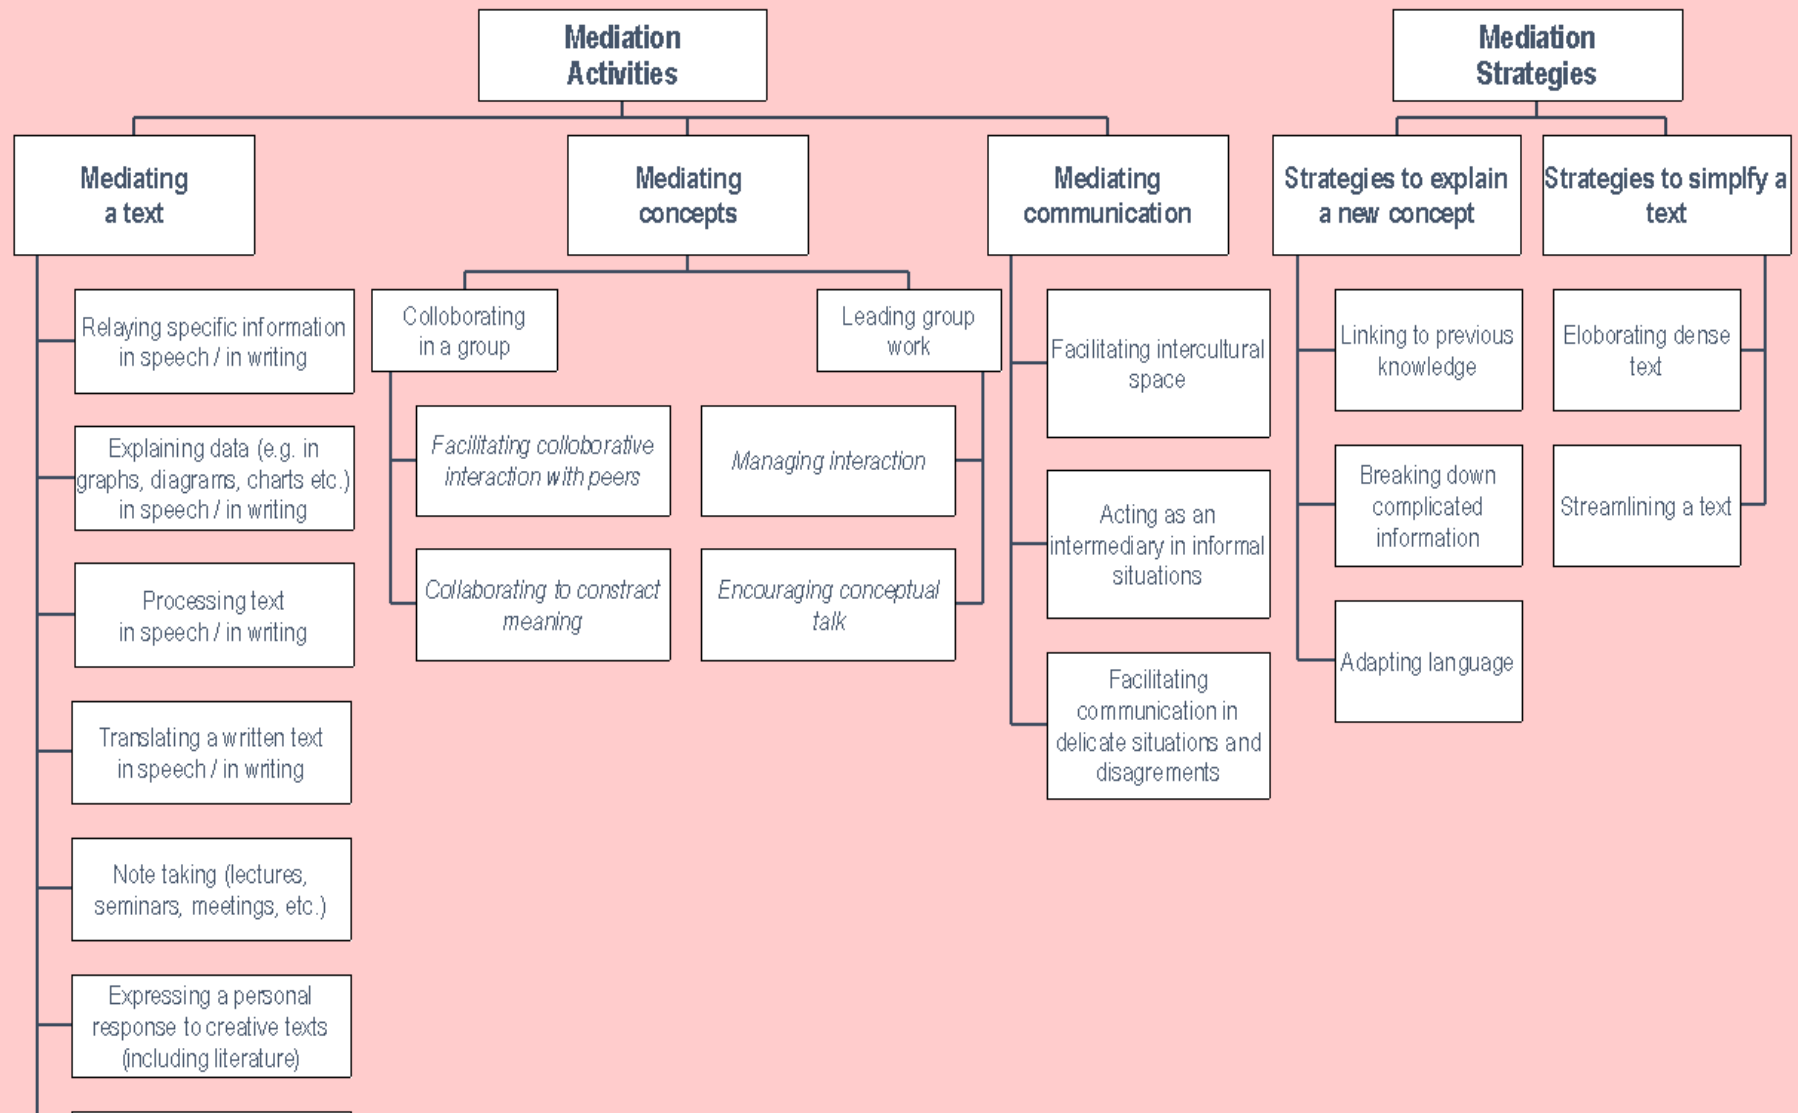 Mediation
Activities
Mediation
Strategies
Mediating
a text
Mediating
concepts
Mediating
communication
Strategies to explain
a new concept
Strategies to simplfy a
text
Relaying specific information
in speech / in writing
Explaining data (e.g. in
graphs, diagrams, charts etc.)
in speech / in writing
Processing text
in speech / in writing
Translating a written text
in speech / in writing
Note taking (lectures,
seminars, meetings, etc.)
Expressing a personal
response to creative texts
(including literature)
Colloborating
in a group
Facilitating colloborative
interaction with peers
Collaborating to constract
meaning
Leading group
work
Managing interaction
Encouraging conceptual
talk
Facilitating intercultural
space
Acting as an
intermediary in informal
situations
Facilitating
communication in
delicate situations and
disagrements
Linking to previous
knowledge
Breaking down
complicated
information
Adapting language
Eloborating dense
text
Streamlining a text